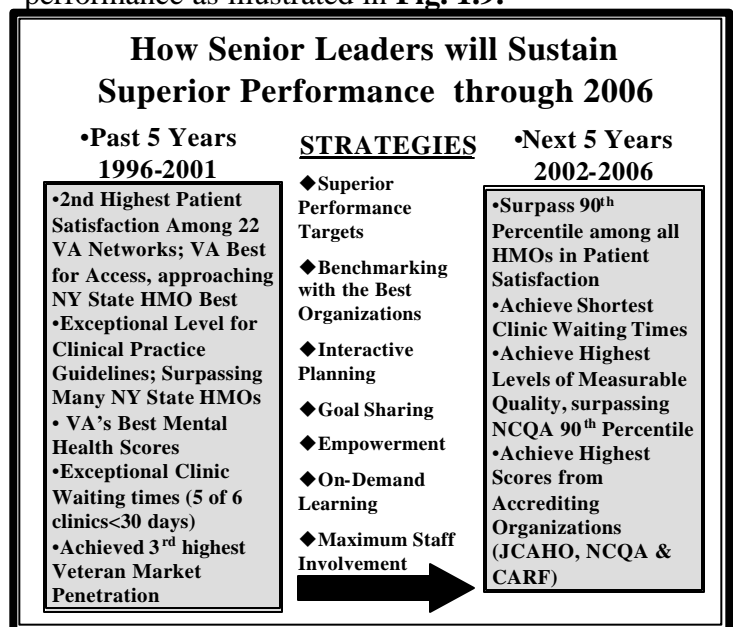 performance as illustrated in Fig. 1.9.
How Senior Leaders will Sustain
Superior Performance through 2006
•Past 5 Years
1996-2001
•2nd Highest Patient
Satisfaction Among 22
VA Networks; VA Best
for Access, approaching
NY State HMO Best
•Exceptional Level for
Clinical Practice
Guidelines; Surpassing
Many NY State HMOs
• VA's Best Mental
Health Scores
•Exceptional Clinic
Waiting times (5 of 6
clinics<30 days)
•Achieved 3rd highest
Veteran Market
Penetration
STRATEGIES
◆Superior
Performance
Targets
◆Benchmarking
with the Best
Organizations
◆Interactive
Planning
◆Goal Sharing
◆Empowerment
◆On-Demand
Learning
◆Maximum Staff
Involvement
•Next 5 Years
2002-2006
•Surpass 90th
Percentile among all
HMOs in Patient
Satisfaction
•Achieve Shortest
Clinic Waiting Times
•Achieve Highest
Levels of Measurable
Quality, surpassing
NCQA 90th Percentile
•Achieve Highest
Scores from
Accrediting
Organizations
(JCAHO, NCQA &
CARF)